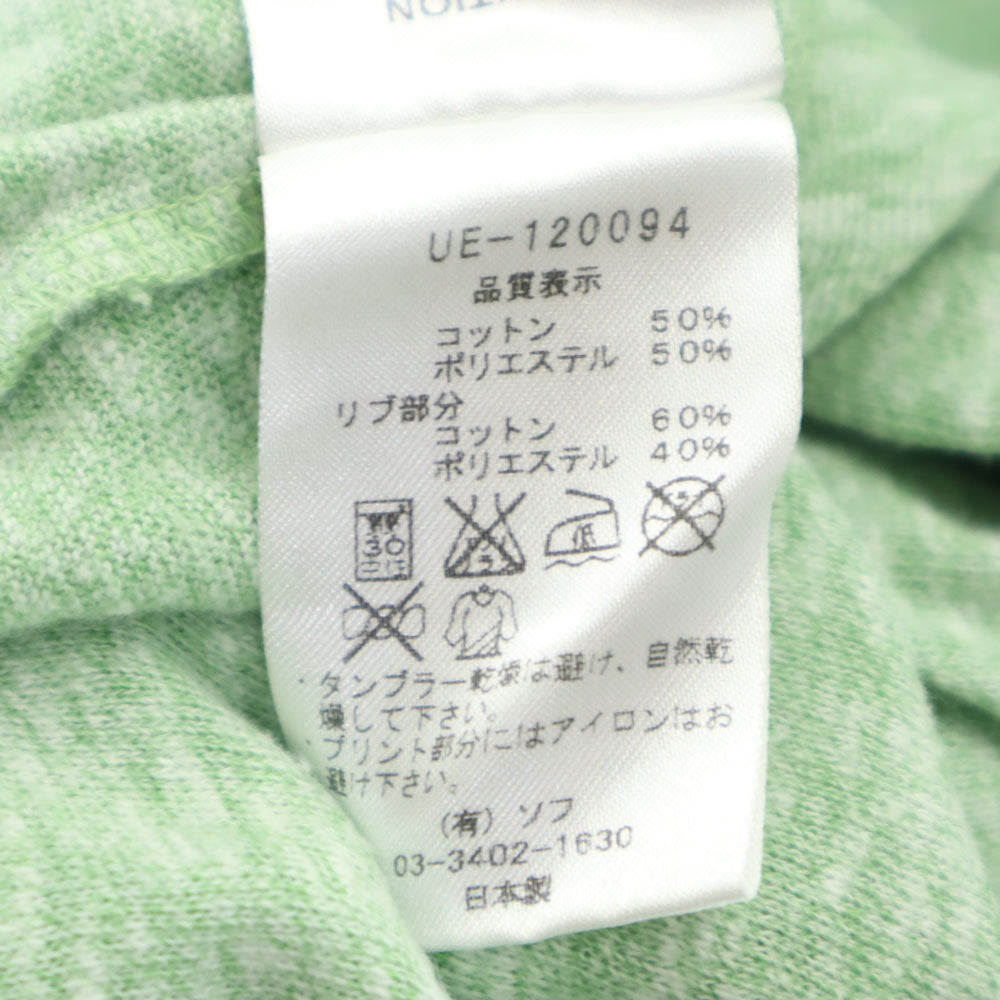 UE-120094
品質表示
コットン 50%
ポリエステル 50%
リブ部分
コットン 60%
ポリエステル 40%
30
低
・タンブラー乾燥は避け、自然乾
燥して下さい。
・プリント部分にはアイロンはお
避け下さい。
(有) ソフ
03-3402-1630
日本製